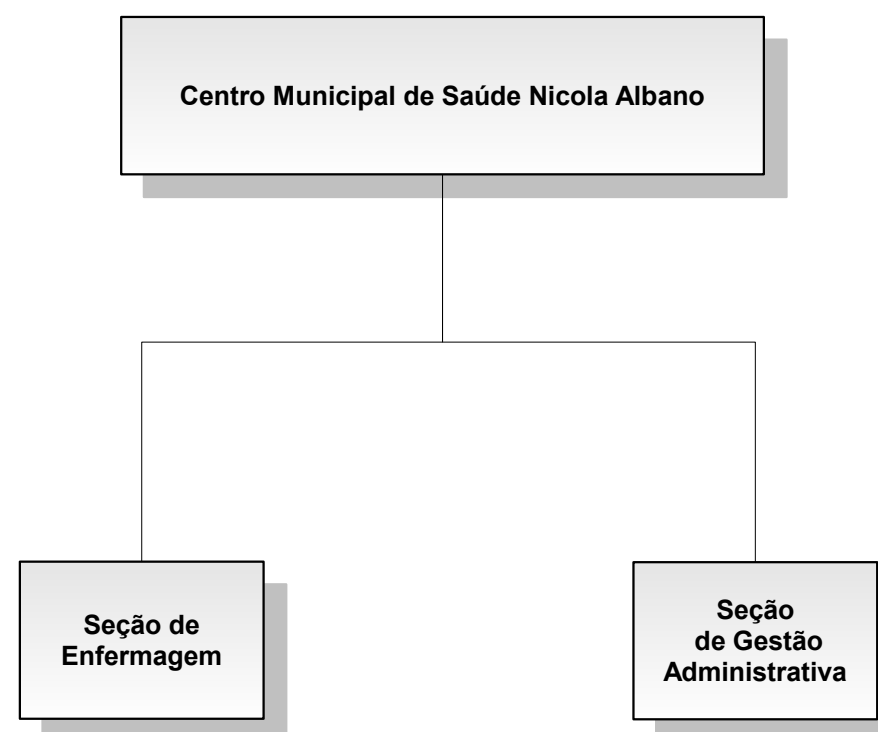 Centro Municipal de Saúde Nicola Albano
Seção de
Enfermagem
Seção
de Gestão
Administrativa